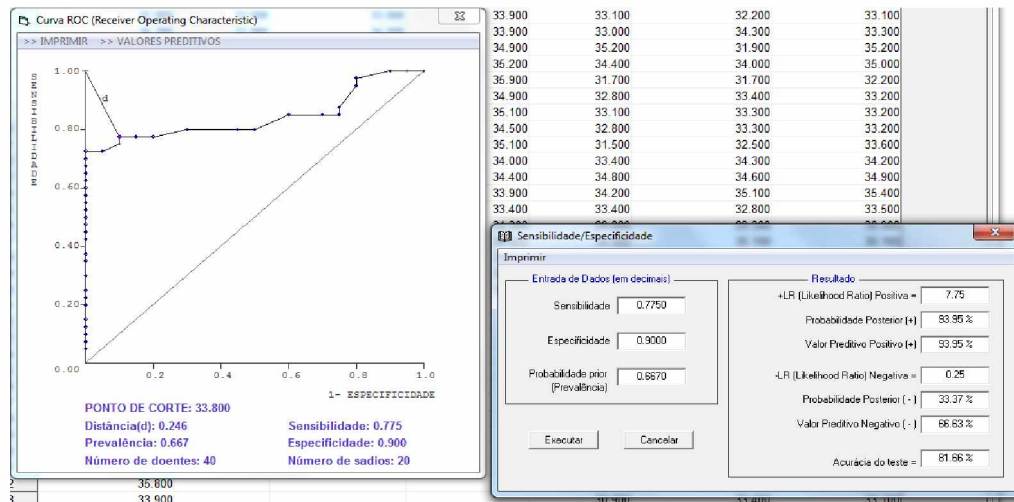 Curva ROC (Receiver Operating Characteristic)
>> IMPRIMIR >> VALORES PREDITIVOS
SENSIBILIDADE
1.00
d
0.80
0.60
0.40
0.20
0.00
0.2 0.4 0.6 0.8 1.0
1- ESPECIFICIDADE
PONTO DE CORTE: 33.800
Distância(d): 0.246 Sensibilidade: 0.775
Prevalência: 0.667 Especificidade: 0.900
Número de doentes: 40 Número de sadios: 20
35.800
33.900
33.900 33.100 32.200 33.100
33.900 33.000 34.300 33.300
34.900 35.200 31.900 35.200
35.200 34.400 34.000 35.000
35.900 31.700 31.700 32.200
34.900 32.800 33.400 33.200
35.100 33.100 33.300 33.200
34.500 32.800 33.300 33.200
35.100 31.500 32.500 33.600
34.000 33.400 34.300 34.200
34.400 34.800 34.600 34.900
33.900 34.200 35.100 35.400
33.400 33.400 32.800 33.500
Sensibilidade/Especificidade
Imprimir
Entrada de Dados (em decimais)
Sensibilidade 0.7750
Especificidade 0.9000
Probabilidade prior
(Prevalência) 0.6670
Executar Cancelar
Resultado
+LR (Likelihood Ratio) Positiva = 7.75
Probabilidade Posterior (+) 93.95 %
Valor Preditivo Positivo (+) 93.95 %
-LR (Likelihood Ratio) Negativa = 0.25
Probabilidade Posterior ( - ) 33.37 %
Valor Preditivo Negativo ( - ) 66.63 %
Acurácia do teste = 81.66 %